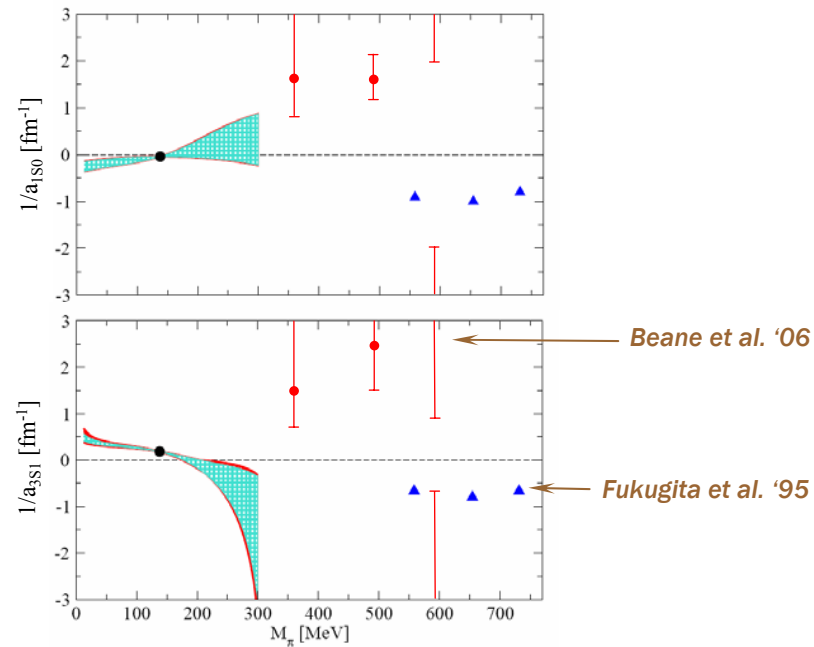 3
2
1
0
-1
-2
-3
1/a1S0 [fm-1]
3
2
1
0
-1
-2
-3
1/a3S1 [fm-1]
Beane et al. ‘06
Fukugita et al. ‘95
0 100 200 300 400 500 600 700
Mπ [MeV]